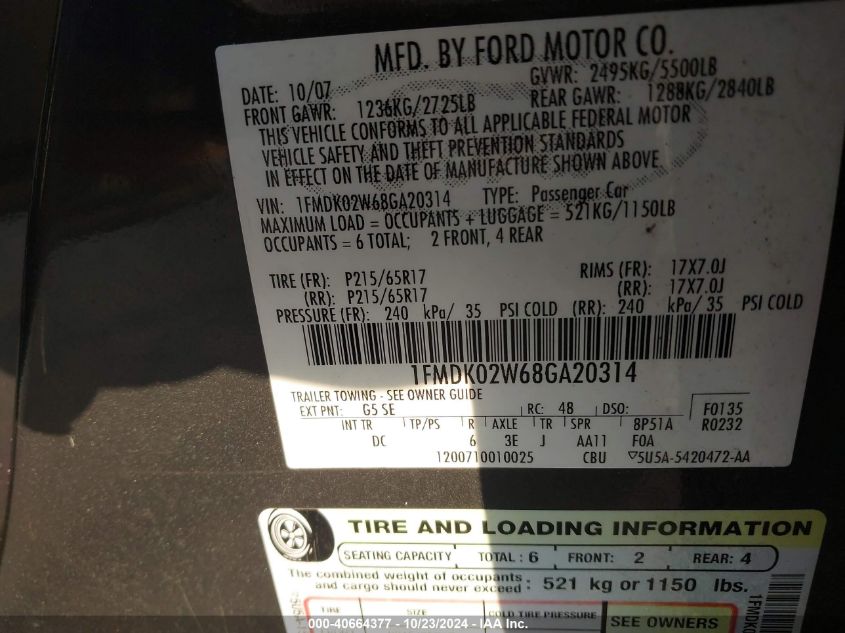 MFD. BY FORD MOTOR CO.
DATE: 10/07 GVWR: 2495KG/5500LB
FRONT GAWR: 1236KG/2725LB REAR GAWR: 1288KG/2840LB
THIS VEHICLE CONFORMS TO ALL APPLICABLE FEDERAL MOTOR
VEHICLE SAFETY AND THEFT PREVENTION STANDARDS
IN EFFECT ON THE DATE OF MANUFACTURE SHOWN ABOVE.
VIN: 1FMDK02W68GA20314 TYPE: Passenger Car
MAXIMUM LOAD = OCCUPANTS + LUGGAGE = 521KG/1150LB
OCCUPANTS = 6 TOTAL; 2 FRONT, 4 REAR
TIRE (FR): P215/65R17 RIMS (FR): 17X7.0J
(RR): P215/65R17 (RR): 17X7.0J
PRESSURE (FR): 240 kPa/ 35 PSI COLD (RR): 240 kPa/ 35 PSI COLD
1FMDK02W68GA20314
TRAILER TOWING - SEE OWNER GUIDE
EXT PNT: G5 SE RC: 48 DSO: F0135
INT TR TP/PS R AXLE TR SPR 8P51A R0232
DC 6 3E J AA11 F0A
1200710010025 CBU 5U5A-5420472-AA
TIRE AND LOADING INFORMATION
SEATING CAPACITY TOTAL : 6 FRONT: 2 REAR: 4
The combined weight of occupants
and cargo should never exceed : 521 kg or 1150 lbs.
TIRE SIZE COLD TIRE PRESSURE SEE OWNERS
000-40664377 - 10/23/2024 - IAA Inc.